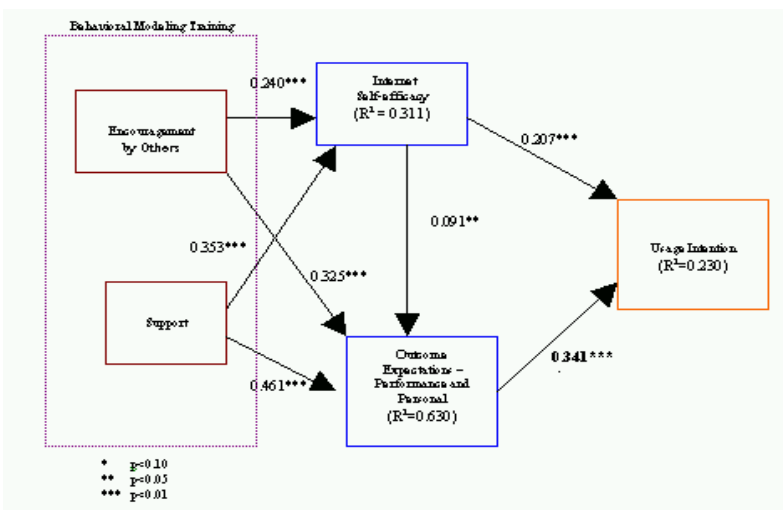 Behavioral Modeling Training
0.240***
Internet
Self-efficacy
(R² = 0.311)
Encouragement
by Others
0.207***
0.091**
Usage Intention
(R²=0.230)
0.353***
0.325***
Support
Outcome
Expectations –
Performance and
Personal
(R²=0.630)
0.341***
0.461***
* p<0.10
** p<0.05
*** p<0.01